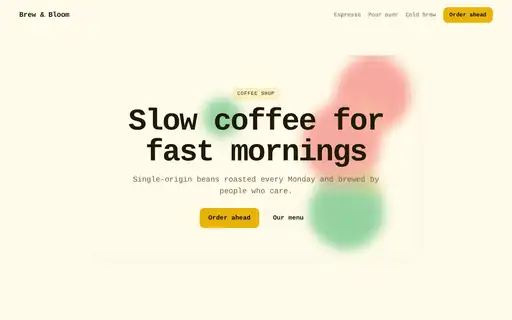 Brew & Bloom
Espresso Pour over Cold brew Order ahead
COFFEE SHOP
Slow coffee for
fast mornings
Single-origin beans roasted every Monday and brewed by
people who care.
Order ahead Our menu